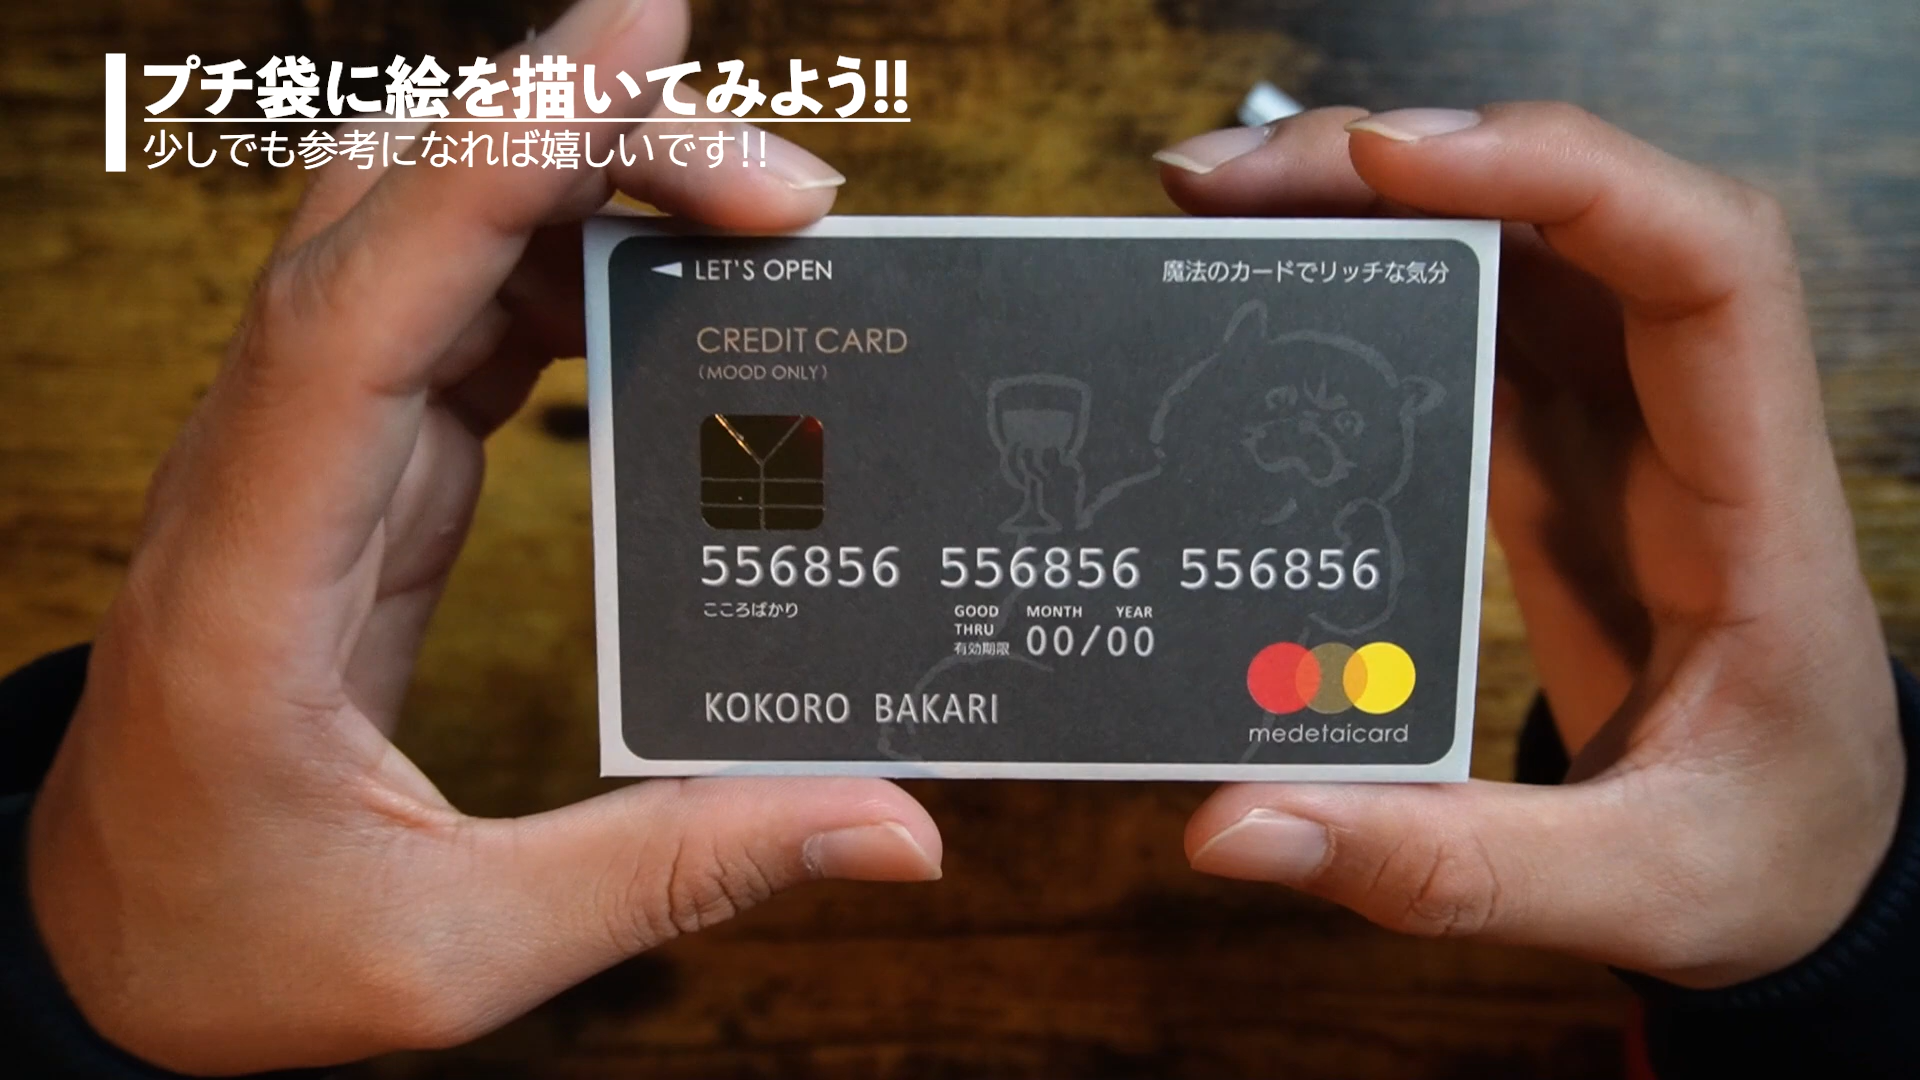 プチ袋に絵を描いてみよう!!
少しでも参考になれば嬉しいです!!
LET'S OPEN
魔法のカードでリッチな気分
CREDIT CARD
(MOOD ONLY)
556856 556856 556856
こころばかり
GOOD THRU
有効期限
MONTH YEAR
00/00
KOKORO BAKARI
medetaicard